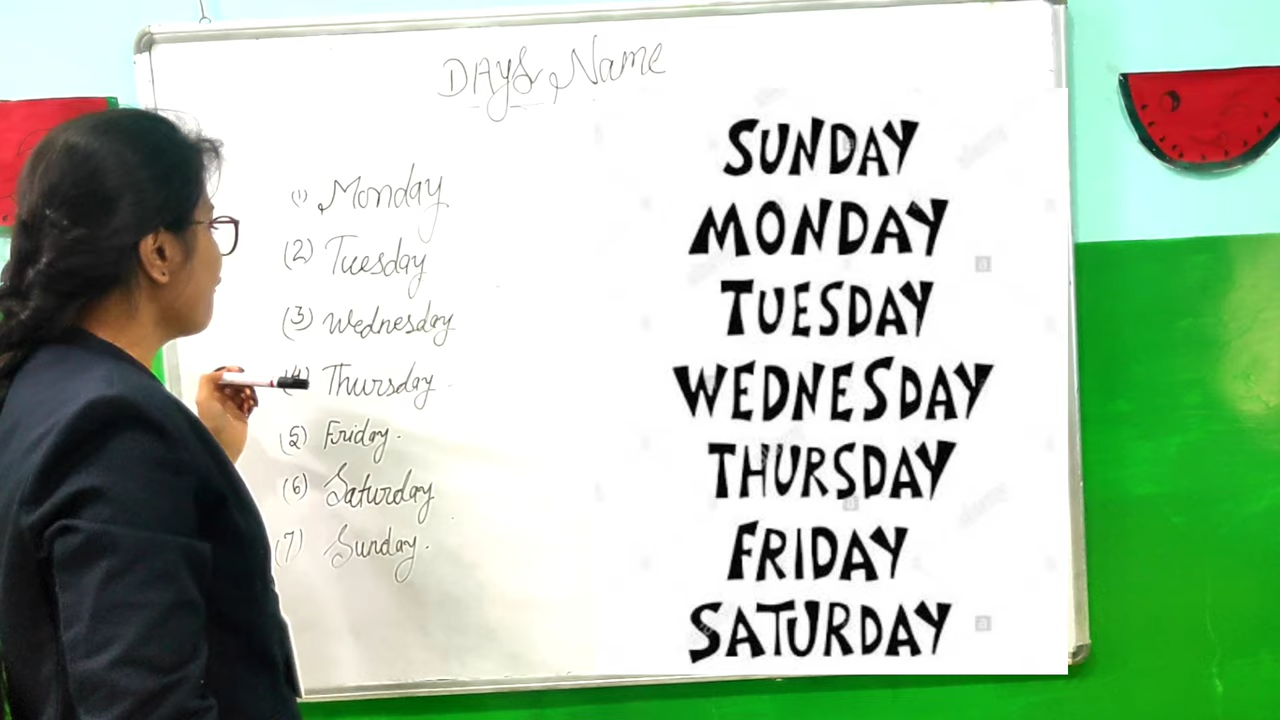 DAYS Name
(1) Monday
(2) Tuesday
(3) Wednesday
(4) Thursday
(5) Friday.
(6) Saturday
(7) Sunday.
SUNDAY
MONDAY
TUESDAY
WEDNESDAY
THURSDAY
FRIDAY
SATURDAY